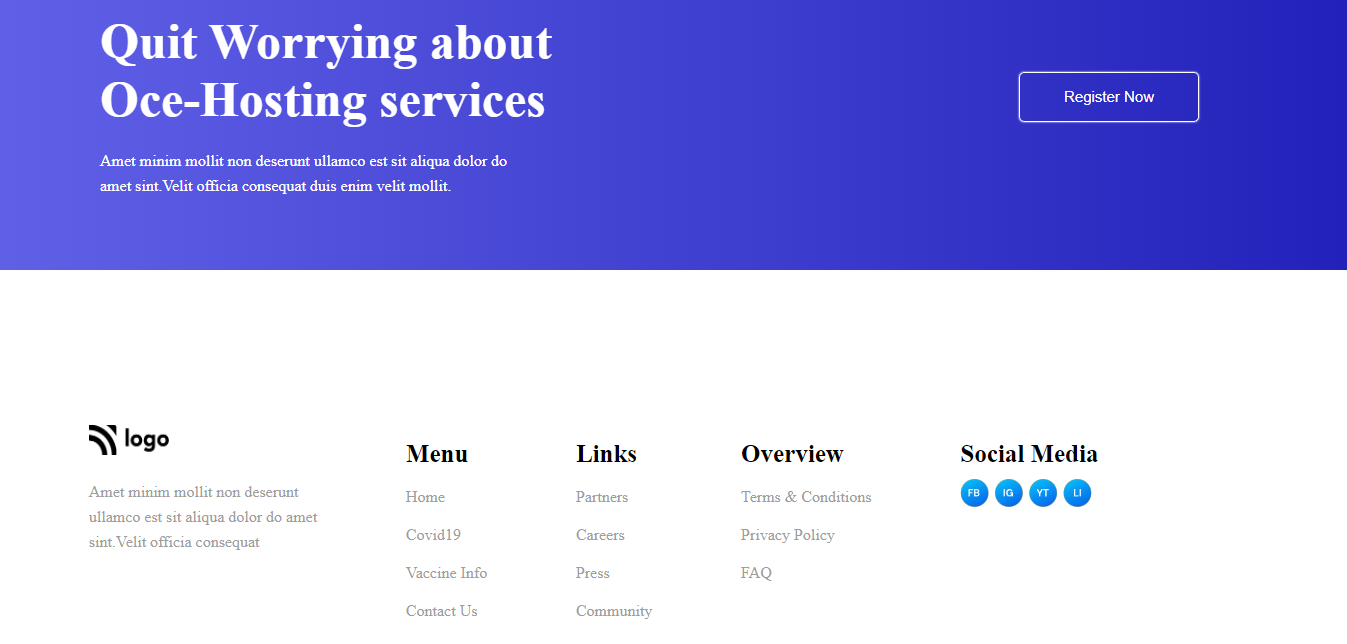 Quit Worrying about
Oce-Hosting services
Register Now
Amet minim mollit non deserunt ullamco est sit aliqua dolor do
amet sint.Velit officia consequat duis enim velit mollit.
logo
Amet minim mollit non deserunt
ullamco est sit aliqua dolor do amet
sint.Velit officia consequat
Menu
Home
Covid19
Vaccine Info
Contact Us
Links
Partners
Careers
Press
Community
Overview
Terms & Conditions
Privacy Policy
FAQ
Social Media
FB IG YT LI